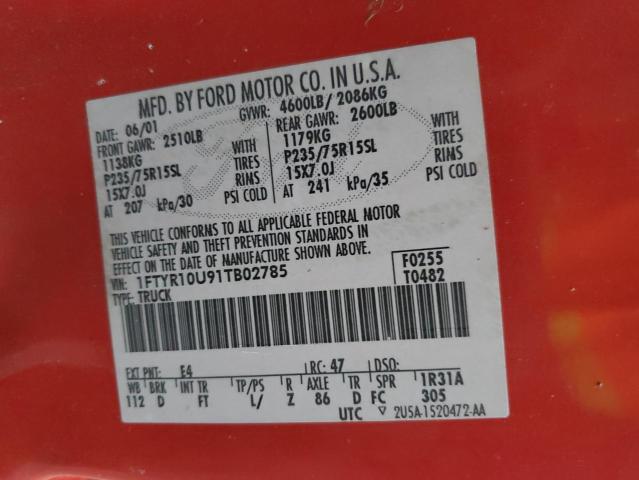 MFD. BY FORD MOTOR CO. IN U.S.A.
DATE: 06/01 GVWR: 4600LB/ 2086KG
FRONT GAWR: 2510LB REAR GAWR: 2600LB
1138KG WITH 1179KG WITH
P235/75R15SL TIRES P235/75R15SL TIRES
15X7.0J RINS 15X7.0J RINS
AT 207 kPa/30 PSI COLD AT 241 kPa/35 PSI COLD
THIS VEHICLE CONFORMS TO ALL APPLICABLE FEDERAL MOTOR
VEHICLE SAFETY AND THEFT PREVENTION STANDARDS IN
EFFECT ON THE DATE OF MANUFACTURE SHOWN ABOVE.
VIN: 1FTYR10U91TB02785 F0255
TYPE: TRUCK T0482
EXT PNT: E4 RC: 47 DSO:
WB BRK INT TR TP/PS R AXLE TR SPR 1R31A
112 D FT L/ Z 86 D FC 305
UTC 2U5A-1520472-AA